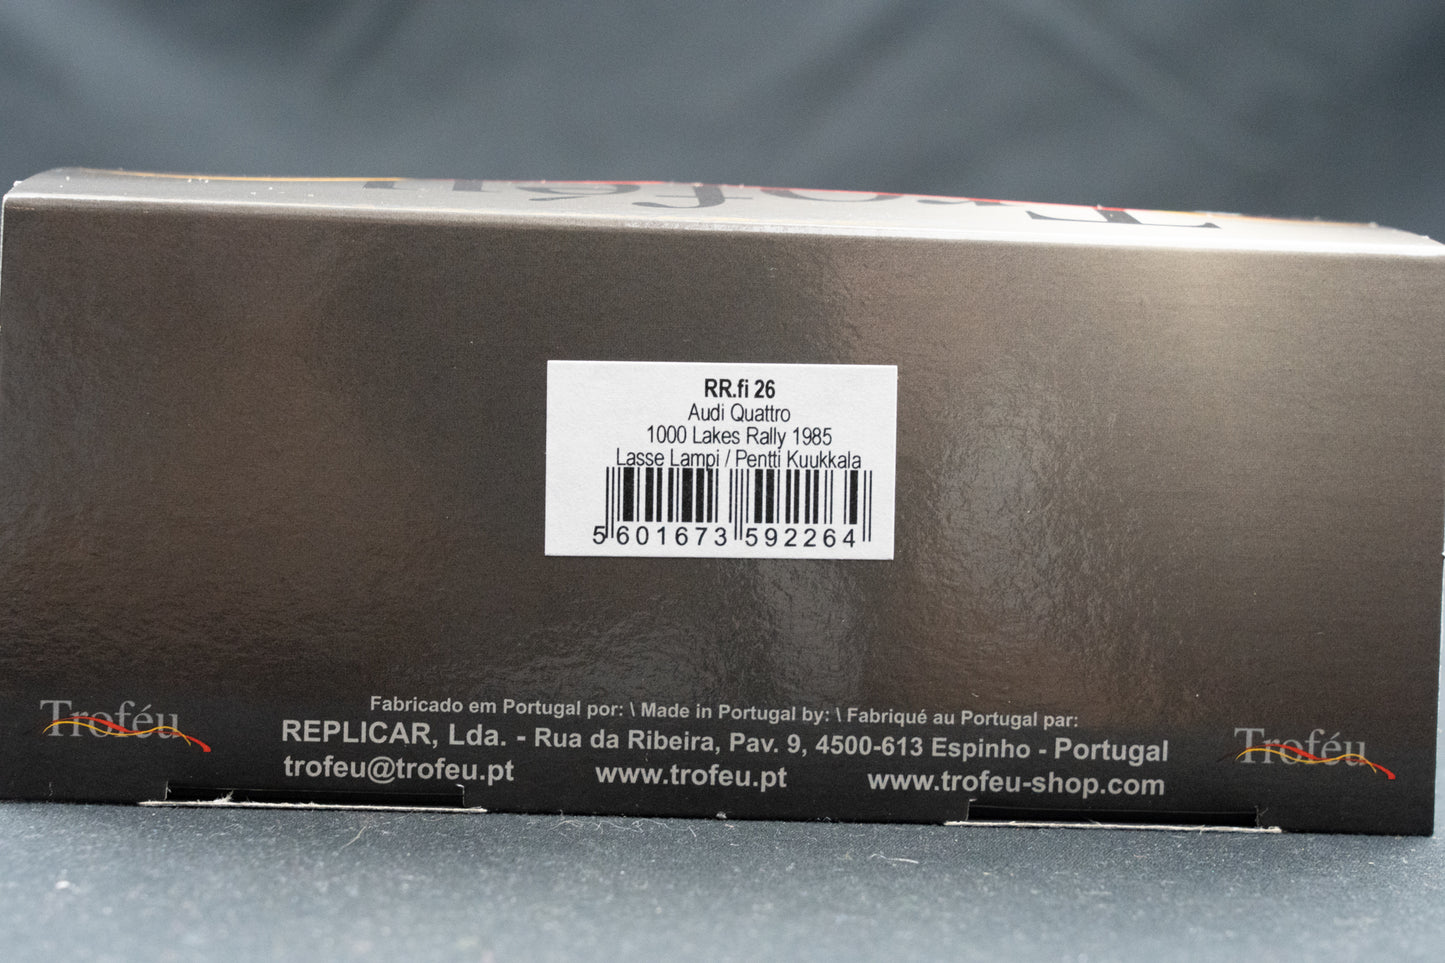 Trofé
RR.fi 26
Audi Quattro
1000 Lakes Rally 1985
Lasse Lampi / Pentti Kuukkala
5 601673 592264
Troféu
Fabricado em Portugal por: \ Made in Portugal by: \ Fabriqué au Portugal par:
REPLICAR, Lda. - Rua da Ribeira, Pav. 9, 4500-613 Espinho - Portugal
trofeu@trofeu.pt www.trofeu.pt www.trofeu-shop.com
Troféu